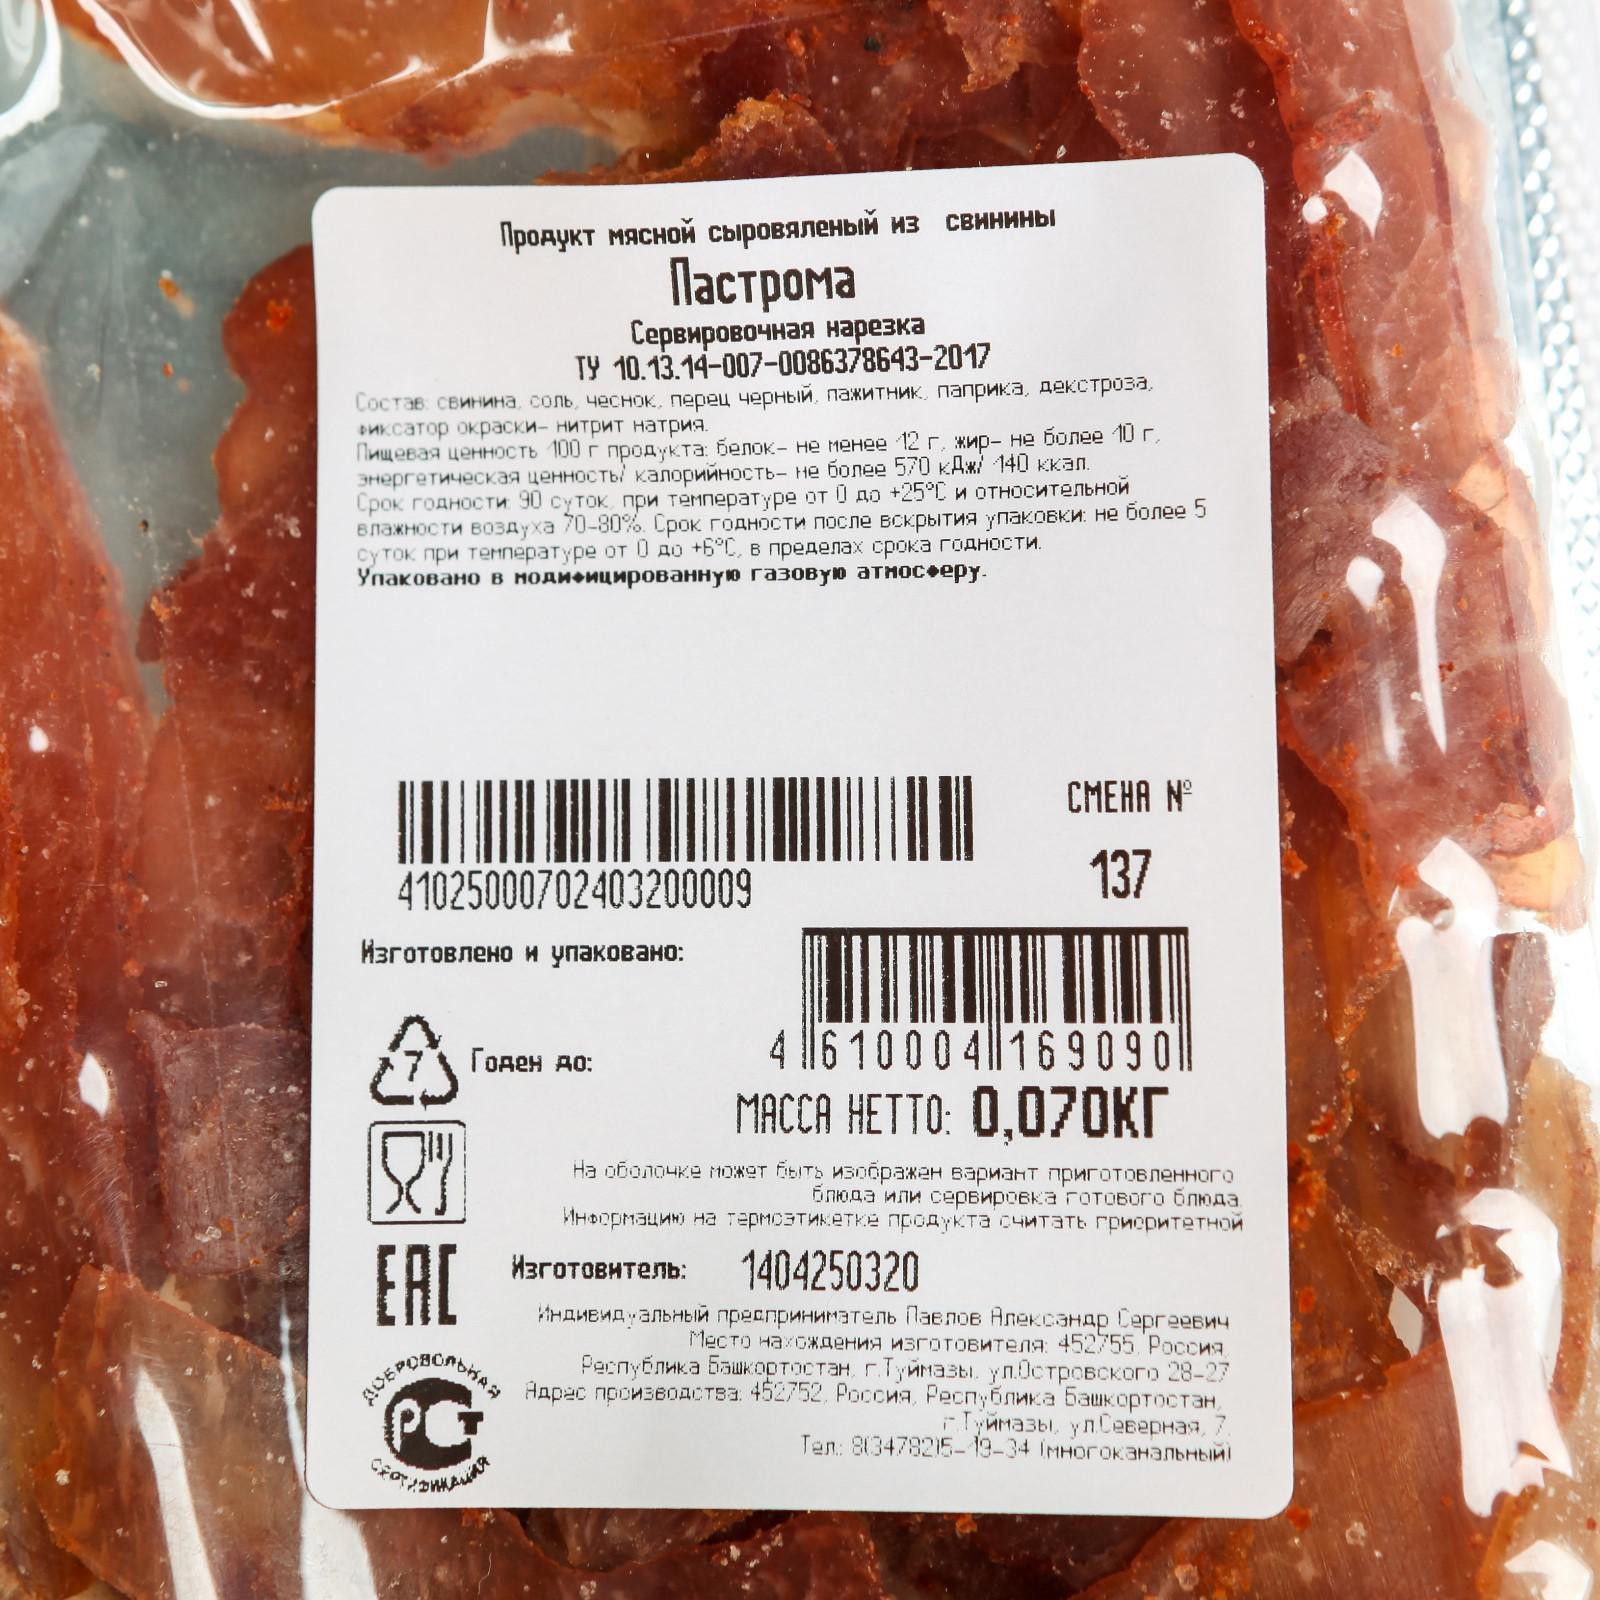 Продукт мясной сыровяленый из свинины
Пастрома
Сервировочная нарезка
ТУ 10.13.14-007-0086378643-2017
Состав: свинина, соль, чеснок, перец черный, пажитник, паприка, декстроза,
фиксатор окраски- нитрит натрия.
Пищевая ценность 100 г продукта: белок- не менее 12 г, жир- не более 10 г,
энергетическая ценность/ калорийность- не более 570 кДж/ 140 ккал.
Срок годности: 90 суток, при температуре от 0 до +25°С и относительной
влажности воздуха 70-80%. Срок годности после вскрытия упаковки: не более 5
суток при температуре от 0 до +6°С, в пределах срока годности.
Упаковано в модифицированную газовую атмосферу.
СМЕНА №
137
41025000702403200009
Изготовлено и упаковано:
4 610004 169090
7
Годен до:
МАССА НЕТТО: 0,070КГ
На оболочке может быть изображен вариант приготовленного
блюда или сервировка готового блюда.
Информацию на термоэтикетке продукта считать приоритетной
EAC
Изготовитель: 1404250320
Индивидуальный предприниматель Павлов Александр Сергеевич
Место нахождения изготовителя: 452755, Россия,
Республика Башкортостан, г.Туймазы, ул.Островского 28-27
Адрес производства: 452752, Россия, Республика Башкортостан,
г.Туймазы, ул.Северная, 7,
Тел.: 8(34782)5-19-34 (многоканальный)
ДОБРОВОЛЬНАЯ
РСТ
СЕРТИФИКАЦИЯ